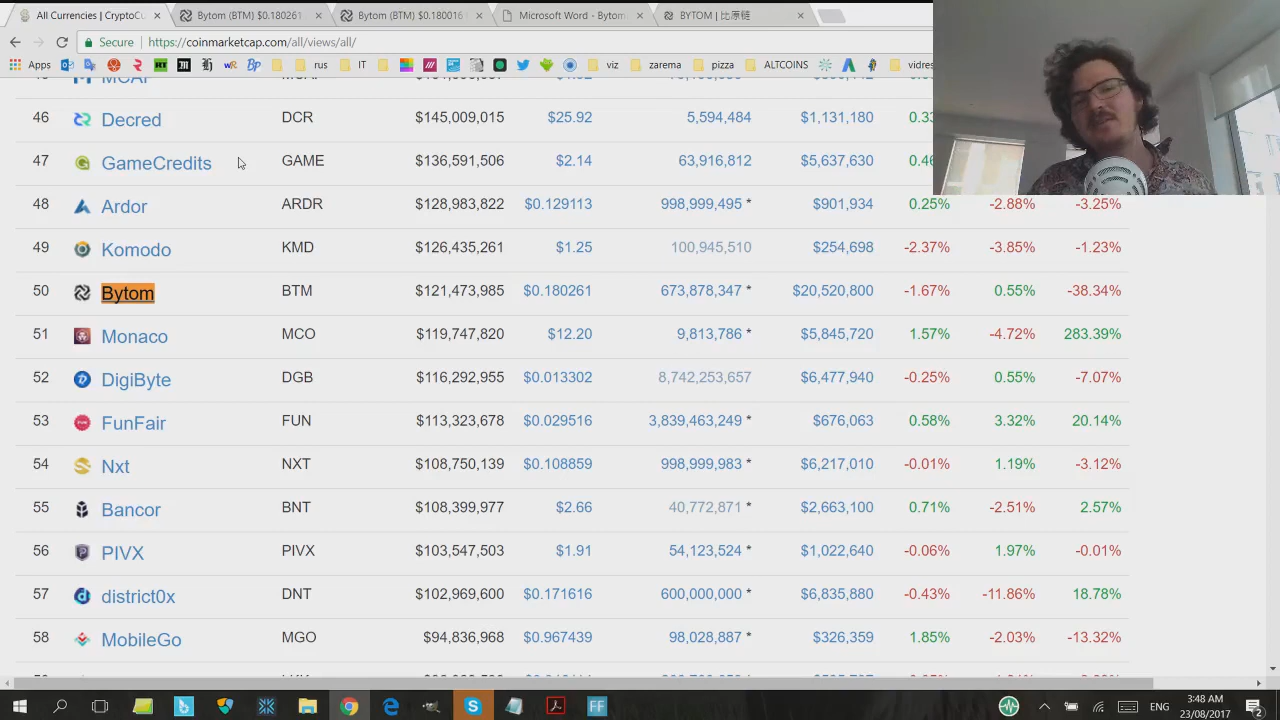 All Currencies | CryptoCu Bytom (BTM) $0.180261 Bytom (BTM) $0.180016 Microsoft Word - Bytom BYTOM | 比原链
Secure https://coinmarketcap.com/all/views/all/
Apps rus IT zarema pizza ALTCOINS vidres viz
46 Decred DCR $145,009,015 $25.92 5,594,484 $1,131,180 0.33
47 GameCredits GAME $136,591,506 $2.14 63,916,812 $5,637,630 0.46
48 Ardor ARDR $128,983,822 $0.129113 998,999,495 * $901,934 0.25% -2.88% -3.25%
49 Komodo KMD $126,435,261 $1.25 100,945,510 $254,698 -2.37% -3.85% -1.23%
50 Bytom BTM $121,473,985 $0.180261 673,878,347 * $20,520,800 -1.67% 0.55% -38.34%
51 Monaco MCO $119,747,820 $12.20 9,813,786 * $5,845,720 1.57% -4.72% 283.39%
52 DigiByte DGB $116,292,955 $0.013302 8,742,253,657 $6,477,940 -0.25% 0.55% -7.07%
53 FunFair FUN $113,323,678 $0.029516 3,839,463,249 * $676,063 0.58% 3.32% 20.14%
54 Nxt NXT $108,750,139 $0.108859 998,999,983 * $6,217,010 -0.01% 1.19% -3.12%
55 Bancor BNT $108,399,977 $2.66 40,772,871 * $2,663,100 0.71% -2.51% 2.57%
56 PIVX PIVX $103,547,503 $1.91 54,123,524 * $1,022,640 -0.06% 1.97% -0.01%
57 district0x DNT $102,969,600 $0.171616 600,000,000 * $6,835,880 -0.43% -11.86% 18.78%
58 MobileGo MGO $94,836,968 $0.967439 98,028,887 * $326,359 1.85% -2.03% -13.32%
ENG 3:48 AM
23/08/2017